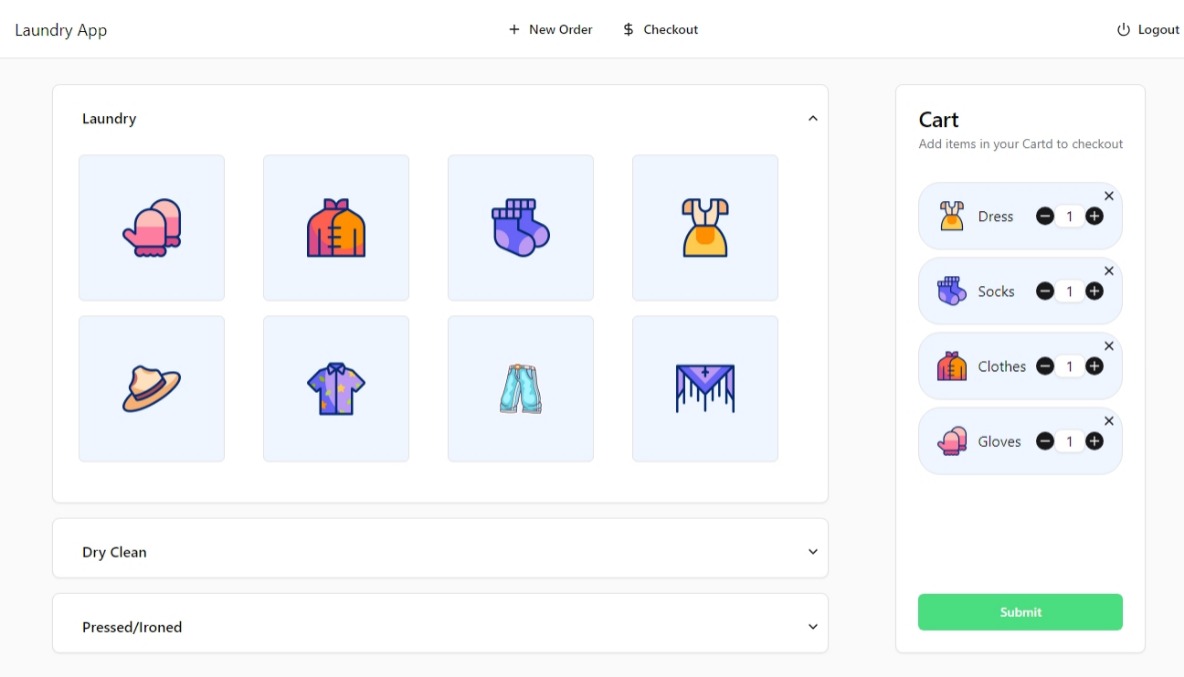 Laundry App
New Order
Checkout
Logout
Laundry
Dry Clean
Pressed/Ironed
Cart
Add items in your Cartd to checkout
Dress 1
Socks 1
Clothes 1
Gloves 1
Submit